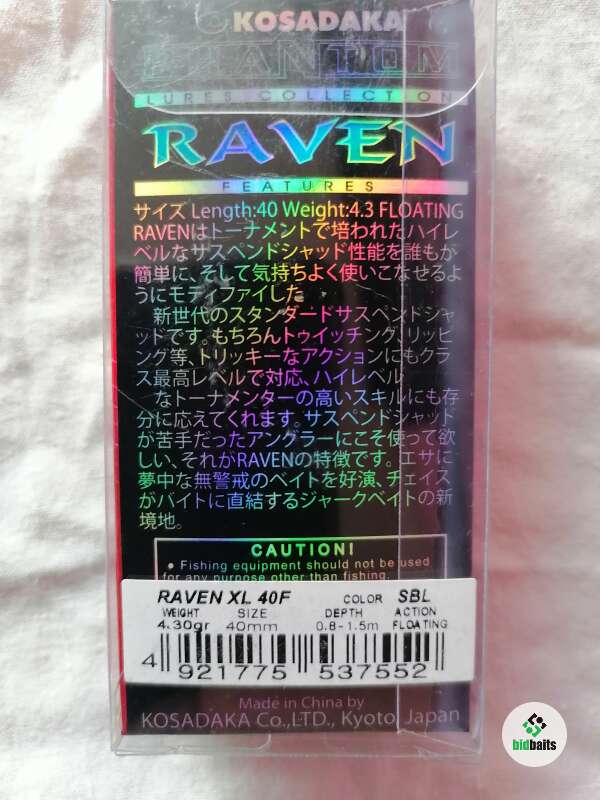 KOSADAKA
PHANTOM
LURES COLLECTION
RAVEN
FEATURES
サイズ Length:40 Weight:4.3 FLOATING
RAVENはトーナメントで培われたハイレ
ベルなサスペンドシャッド性能を誰もが
簡単に、そして気持ちよく使いこなせるよ
うにモディファイした
新世代のスタンダードサスペンドシャ
ッドです。もちろんトゥイッチング、リッピ
ング等、トリッキーなアクションにもクラ
ス最高レベルで対応、ハイレベル
なトーナメンターの高いスキルにも存
分に応えてくれます。サスペンドシャッド
が苦手だったアングラーにこそ使って欲
しい、それがRAVENの特徴です。エサに
夢中な無警戒のベイトを好演、チェイス
がバイトに直結するジャークベイトの新
境地。
CAUTION!
• Fishing equipment should not be used
for any purpose other than fishing.
RAVEN XL 40F COLOR SBL
WEIGHT SIZE DEPTH ACTION
4.30gr 40mm 0.8-1.5m FLOATING
4 921775 537552
Made in China by
KOSADAKA Co.,LTD., Kyoto, Japan
bidbaits